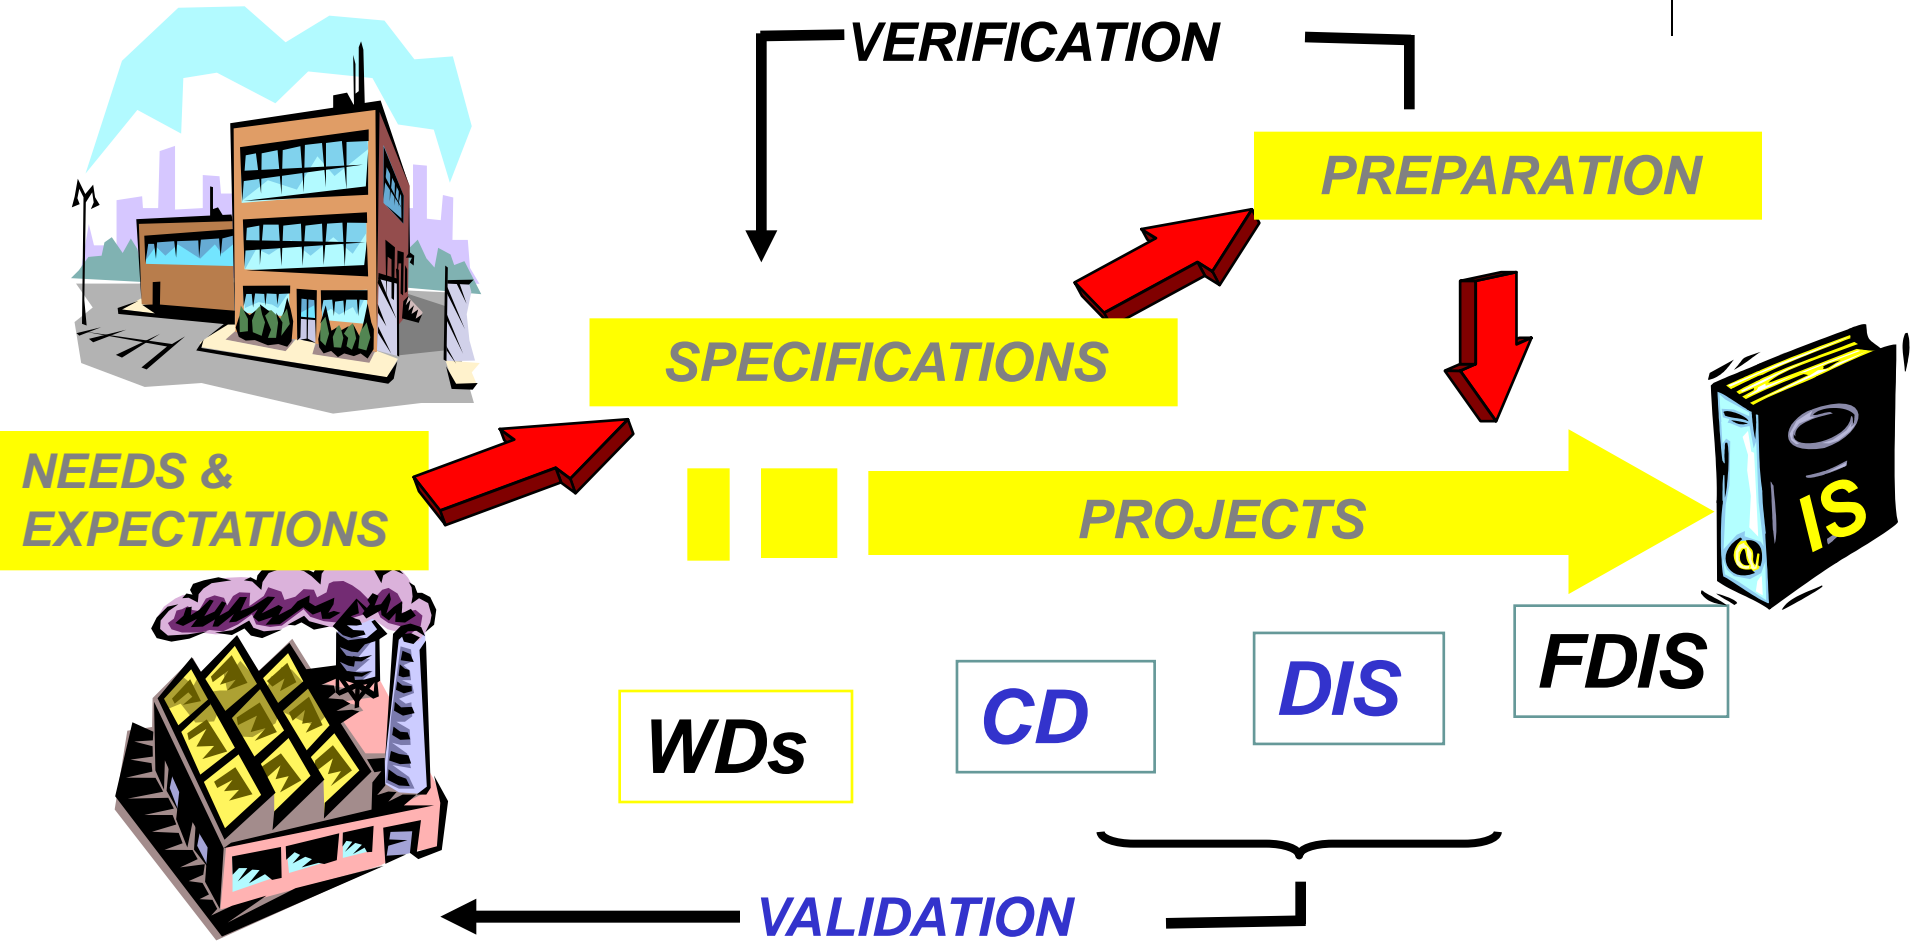 VERIFICATION
PREPARATION
SPECIFICATIONS
NEEDS &
EXPECTATIONS
PROJECTS
IS
FDIS
DIS
CD
WDs
VALIDATION